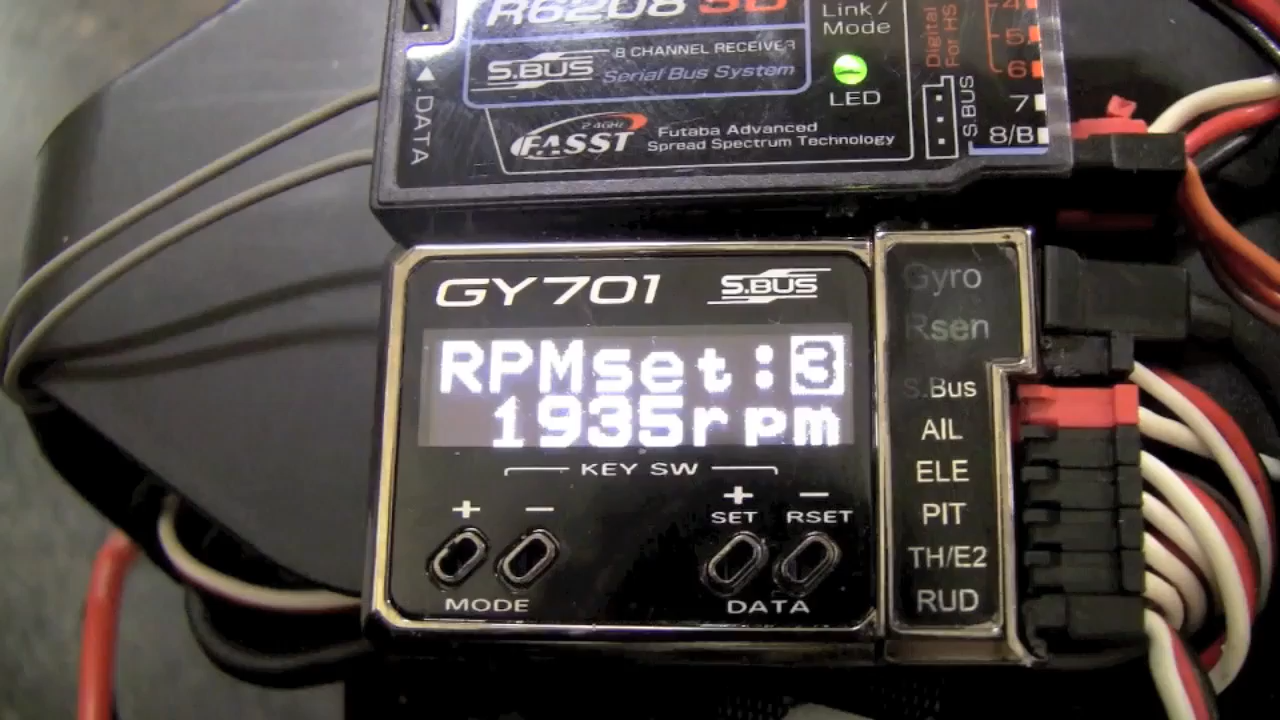 R6208 SB
Link/
Mode
LED
8 CHANNEL RECEIVER
S.BUS Serial Bus System
2.4GHz
FASST
Futaba Advanced
Spread Spectrum Technology
DATA
Digital
For HS
4
5
6
7
8/B
S.BUS
GY701 S.BUS
RPMset:3
1935rpm
KEY SW
+ − + −
SET RSET
MODE DATA
Gyro
Rsen
S.Bus
AIL
ELE
PIT
TH/E2
RUD